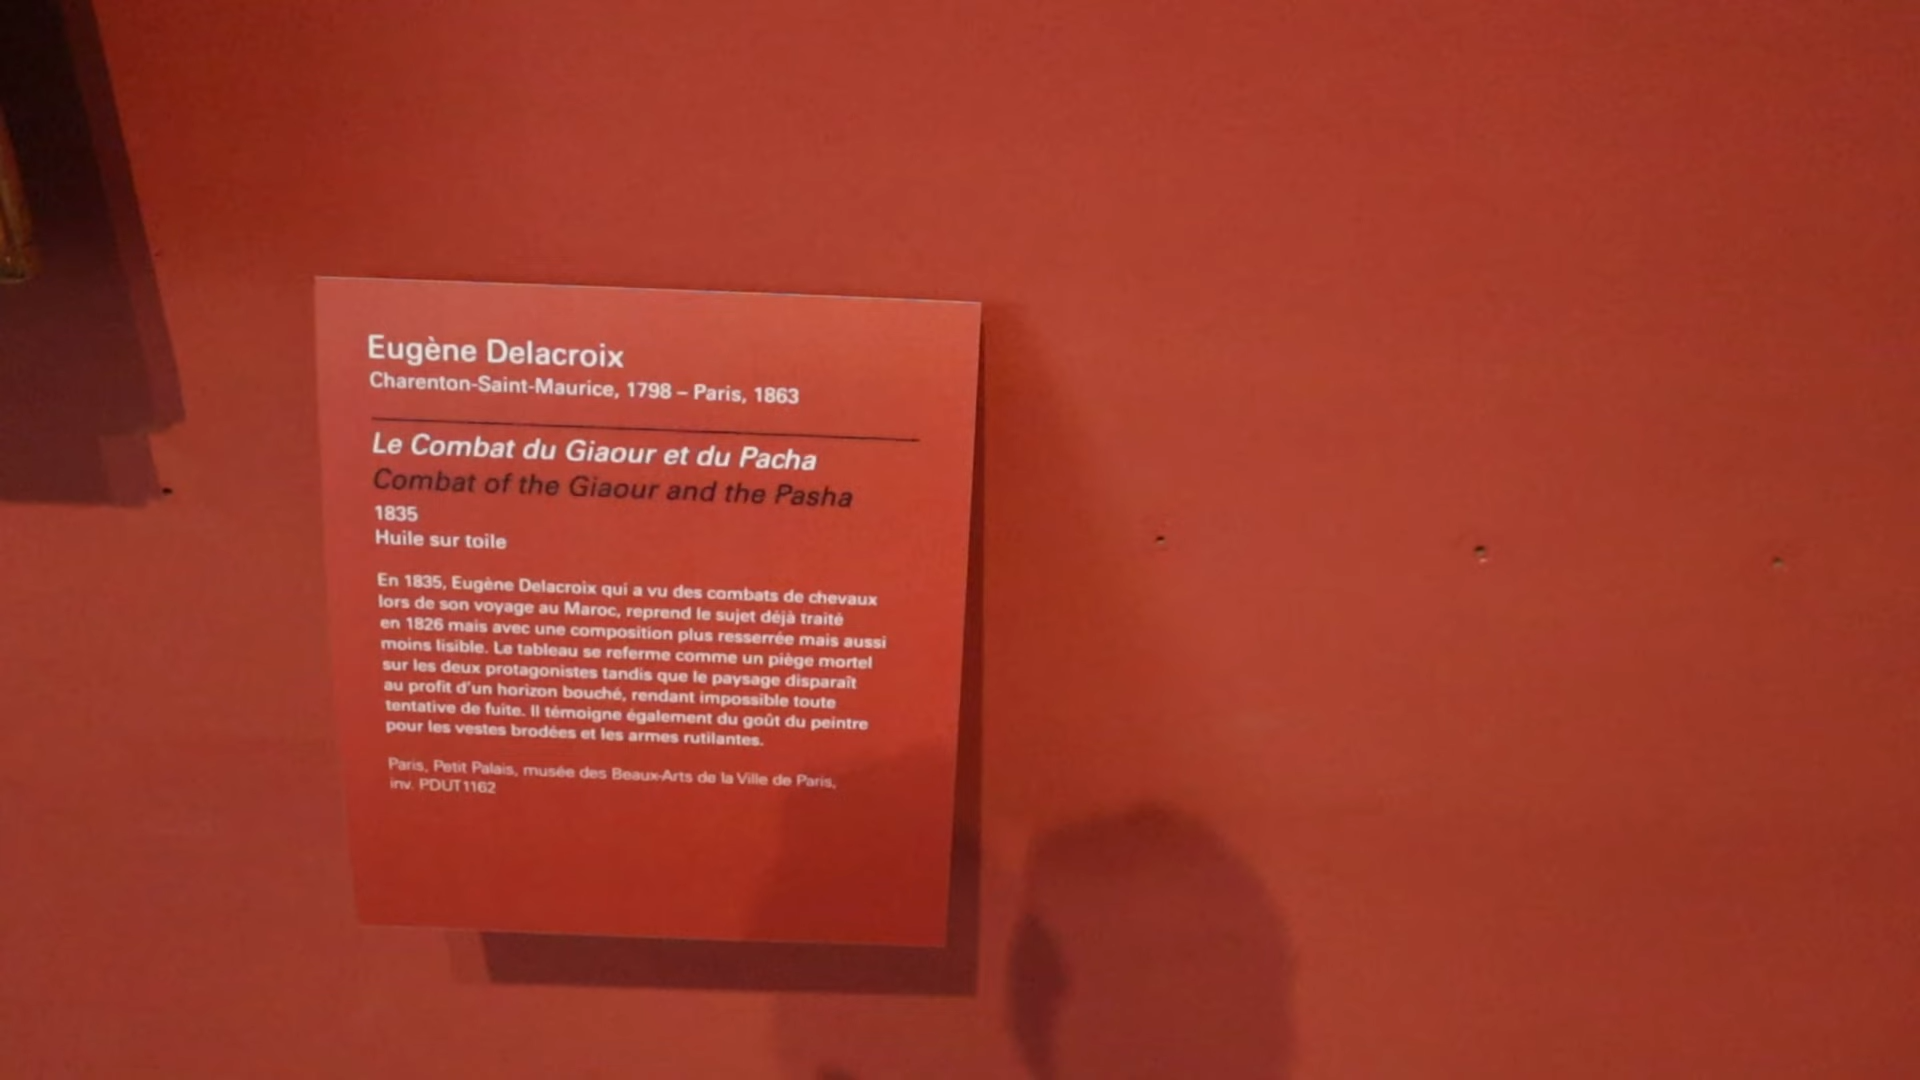 Eugène Delacroix
Charenton-Saint-Maurice, 1798 – Paris, 1863
Le Combat du Giaour et du Pacha
Combat of the Giaour and the Pasha
1835
Huile sur toile
En 1835, Eugène Delacroix qui a vu des combats de chevaux
lors de son voyage au Maroc, reprend le sujet déjà traité
en 1826 mais avec une composition plus resserrée mais aussi
moins lisible. Le tableau se referme comme un piège mortel
sur les deux protagonistes tandis que le paysage disparaît
au profit d'un horizon bouché, rendant impossible toute
tentative de fuite. Il témoigne également du goût du peintre
pour les vestes brodées et les armes rutilantes.
Paris, Petit Palais, musée des Beaux-Arts de la Ville de Paris,
inv. PDUT1162